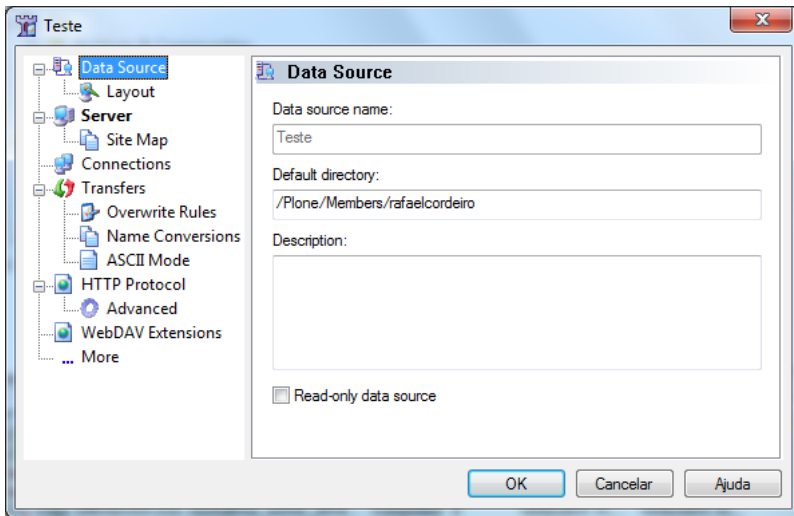 Teste
Data Source
Layout
Server
Site Map
Connections
Transfers
Overwrite Rules
Name Conversions
ASCII Mode
HTTP Protocol
Advanced
WebDAV Extensions
... More
Data Source
Data source name:
Teste
Default directory:
/Plone/Members/rafaelcordeiro
Description:
Read-only data source
OK Cancelar Ajuda